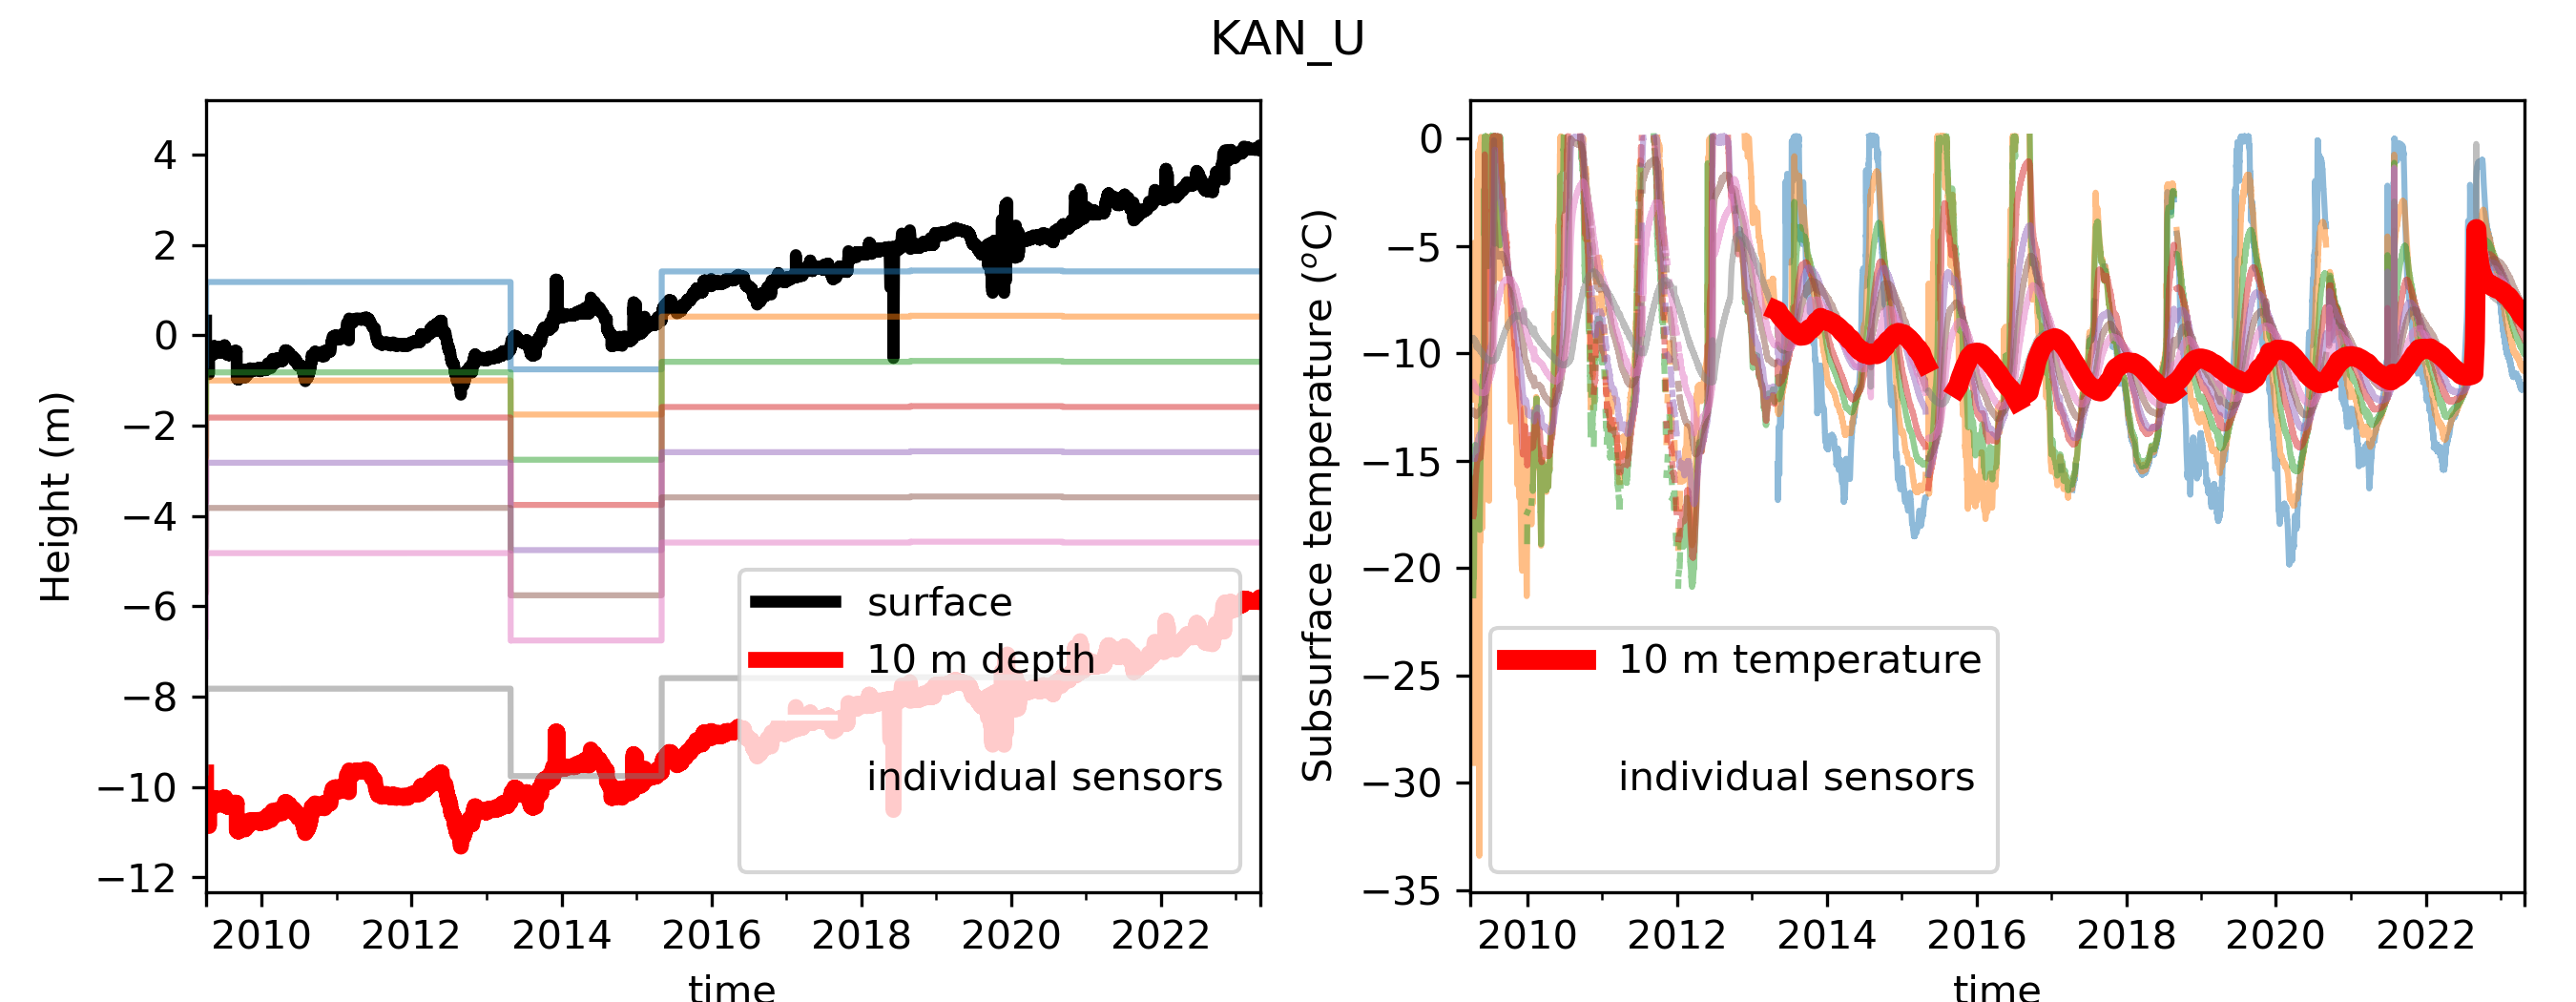 KAN_U
Height (m)
4
2
0
−2
−4
−6
−8
−10
−12
surface
10 m depth
individual sensors
2010 2012 2014 2016 2018 2020 2022
time
Subsurface temperature (°C)
0
−5
−10
−15
−20
−25
−30
−35
10 m temperature
individual sensors
2010 2012 2014 2016 2018 2020 2022
time